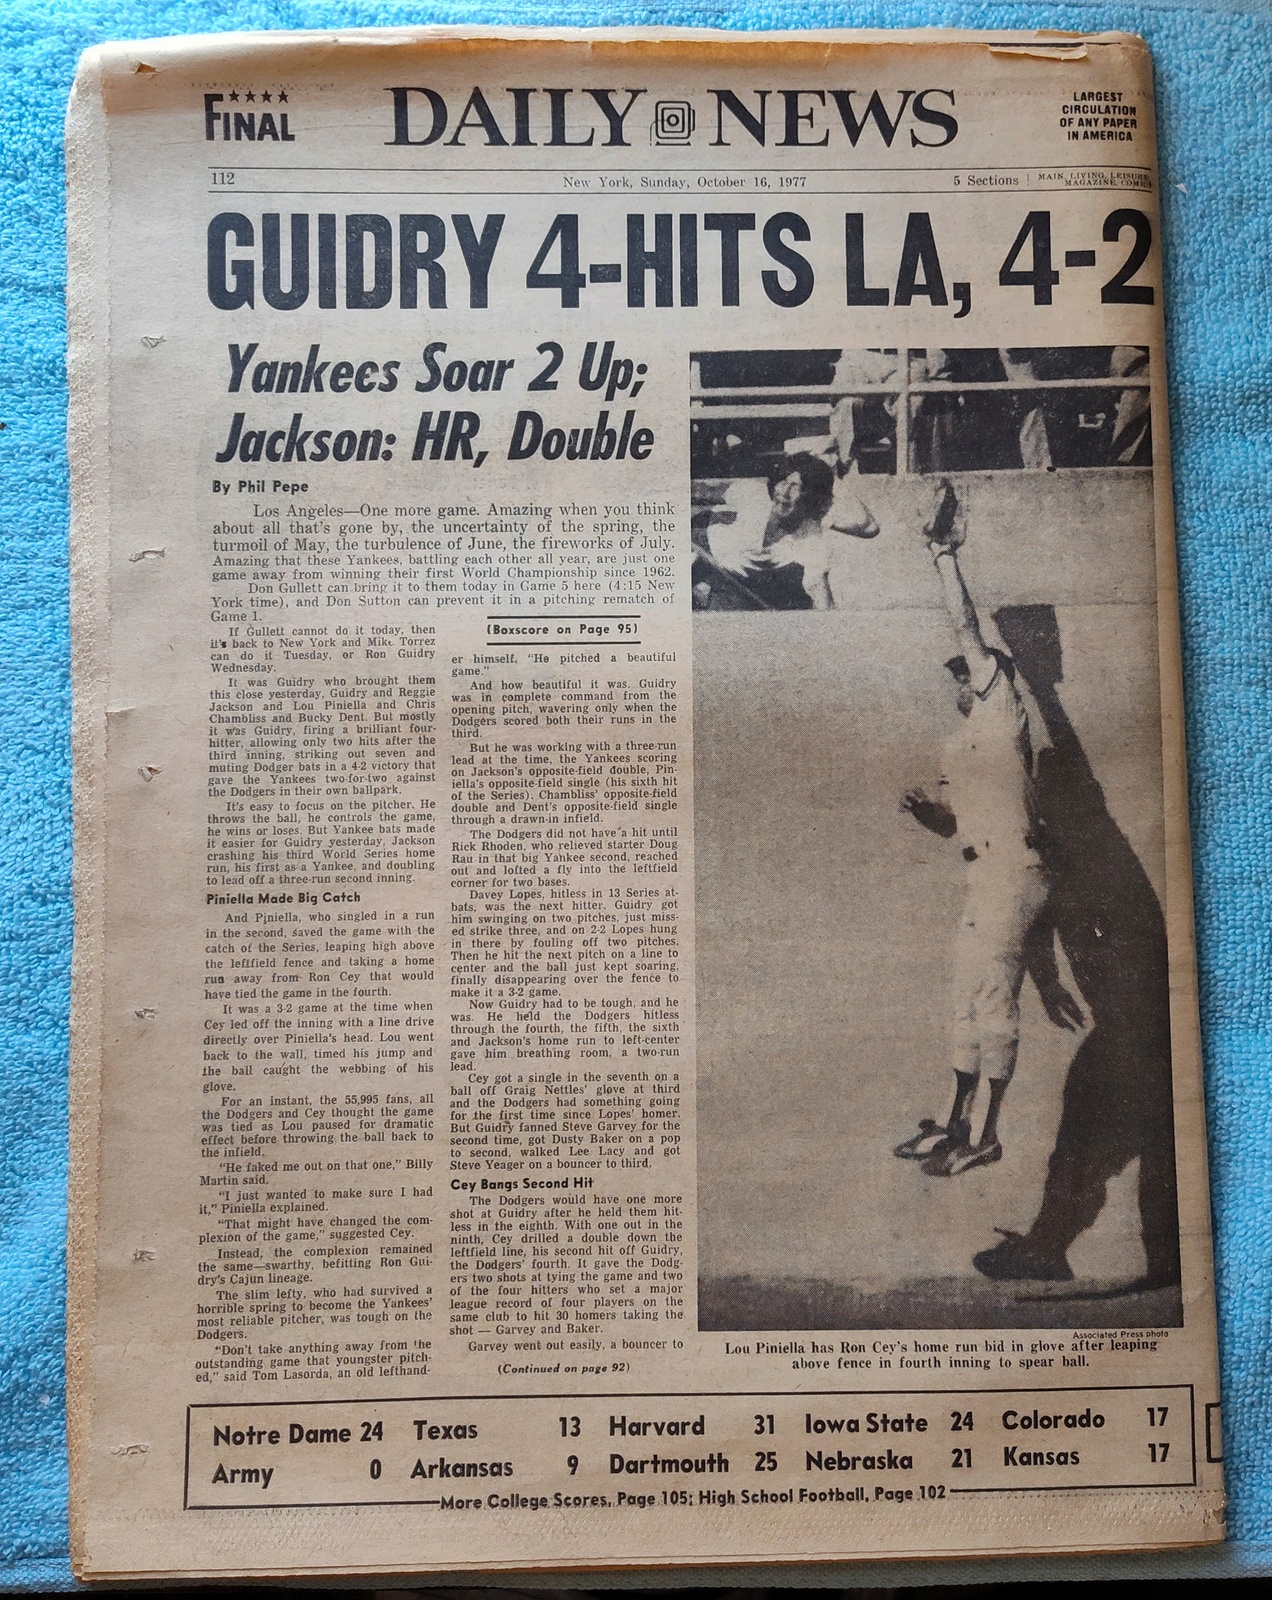 ★★★★
FINAL
DAILY NEWS
LARGEST
CIRCULATION
OF ANY PAPER
IN AMERICA
112
New York, Sunday, October 16, 1977
5 Sections
MAIN, LIVING, LEISURE,
MAGAZINE, COMICS
GUIDRY 4-HITS LA, 4-2
Yankees Soar 2 Up;
Jackson: HR, Double
By Phil Pepe
Los Angeles—One more game. Amazing when you think
about all that's gone by, the uncertainty of the spring, the
turmoil of May, the turbulence of June, the fireworks of July.
Amazing that these Yankees, battling each other all year, are just one
game away from winning their first World Championship since 1962.
Don Gullett can bring it to them today in Game 5 here (4:15 New
York time), and Don Sutton can prevent it in a pitching rematch of
Game 1.
If Gullett cannot do it today, then
it's back to New York and Mike Torrez
can do it Tuesday, or Ron Guidry
Wednesday.
It was Guidry who brought them
this close yesterday, Guidry and Reggie
Jackson and Lou Piniella and Chris
Chambliss and Bucky Dent. But mostly
it was Guidry, firing a brilliant four-
hitter, allowing only two hits after the
third inning, striking out seven and
muting Dodger bats in a 4-2 victory that
gave the Yankees two-for-two against
the Dodgers in their own ballpark.
It's easy to focus on the pitcher. He
throws the ball, he controls the game,
he wins or loses. But Yankee bats made
it easier for Guidry yesterday, Jackson
crashing his third World Series home
run, his first as a Yankee, and doubling
to lead off a three-run second inning.
Piniella Made Big Catch
And Piniella, who singled in a run
in the second, saved the game with the
catch of the Series, leaping high above
the leftfield fence and taking a home
run away from Ron Cey that would
have tied the game in the fourth.
It was a 3-2 game at the time when
Cey led off the inning with a line drive
directly over Piniella's head. Lou went
back to the wall, timed his jump and
the ball caught the webbing of his
glove.
For an instant, the 55,995 fans, all
the Dodgers and Cey thought the game
was tied as Lou paused for dramatic
effect before throwing the ball back to
the infield.
"He faked me out on that one," Billy
Martin said.
"I just wanted to make sure I had
it," Piniella explained.
"That might have changed the com-
plexion of the game," suggested Cey.
Instead, the complexion remained
the same—swarthy, befitting Ron Gui-
dry's Cajun lineage.
The slim lefty, who had survived a
horrible spring to become the Yankees'
most reliable pitcher, was tough on the
Dodgers.
"Don't take anything away from the
outstanding game that youngster pitch-
ed," said Tom Lasorda, an old lefthand-
(Boxscore on Page 95)
er himself. "He pitched a beautiful
game."
And how beautiful it was. Guidry
was in complete command from the
opening pitch, wavering only when the
Dodgers scored both their runs in the
third.
But he was working with a three-run
lead at the time, the Yankees scoring
on Jackson's opposite-field double, Pin-
iella's opposite-field single (his sixth hit
of the Series), Chambliss' opposite-field
double and Dent's opposite-field single
through a drawn-in infield.
The Dodgers did not have a hit until
Rick Rhoden, who relieved starter Doug
Rau in that big Yankee second, reached
out and lofted a fly into the leftfield
corner for two bases.
Davey Lopes, hitless in 13 Series at-
bats, was the next hitter. Guidry got
him swinging on two pitches, just miss-
ed strike three, and on 2-2 Lopes hung
in there by fouling off two pitches.
Then he hit the next pitch on a line to
center and the ball just kept soaring,
finally disappearing over the fence to
make it a 3-2 game.
Now Guidry had to be tough, and he
was. He held the Dodgers hitless
through the fourth, the fifth, the sixth
and Jackson's home run to left-center
gave him breathing room, a two-run
lead.
Cey got a single in the seventh on a
ball off Graig Nettles' glove at third
and the Dodgers had something going
for the first time since Lopes' homer.
But Guidry fanned Steve Garvey for the
second time, got Dusty Baker on a pop
to second, walked Lee Lacy and got
Steve Yeager on a bouncer to third.
Cey Bangs Second Hit
The Dodgers would have one more
shot at Guidry after he held them hit-
less in the eighth. With one out in the
ninth, Cey drilled a double down the
leftfield line, his second hit off Guidry,
the Dodgers' fourth. It gave the Dodg-
ers two shots at tying the game and two
of the four hitters who set a major
league record of four players on the
same club to hit 30 homers taking the
shot — Garvey and Baker.
Garvey went out easily, a bouncer to
(Continued on page 92)
Associated Press photo
Lou Piniella has Ron Cey's home run bid in glove after leaping
above fence in fourth inning to spear ball.
Notre Dame 24 Texas 13 Harvard 31 Iowa State 24 Colorado 17
Army 0 Arkansas 9 Dartmouth 25 Nebraska 21 Kansas 17
More College Scores, Page 105; High School Football, Page 102